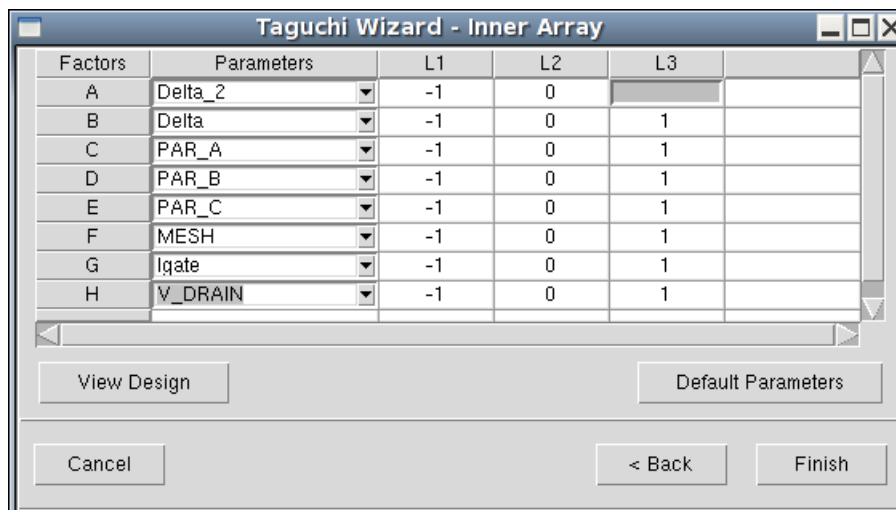 Taguchi Wizard - Inner Array
Factors Parameters L1 L2 L3
A Delta_2 -1 0
B Delta -1 0 1
C PAR_A -1 0 1
D PAR_B -1 0 1
E PAR_C -1 0 1
F MESH -1 0 1
G Igate -1 0 1
H V_DRAIN -1 0 1
View Design Default Parameters
Cancel < Back Finish